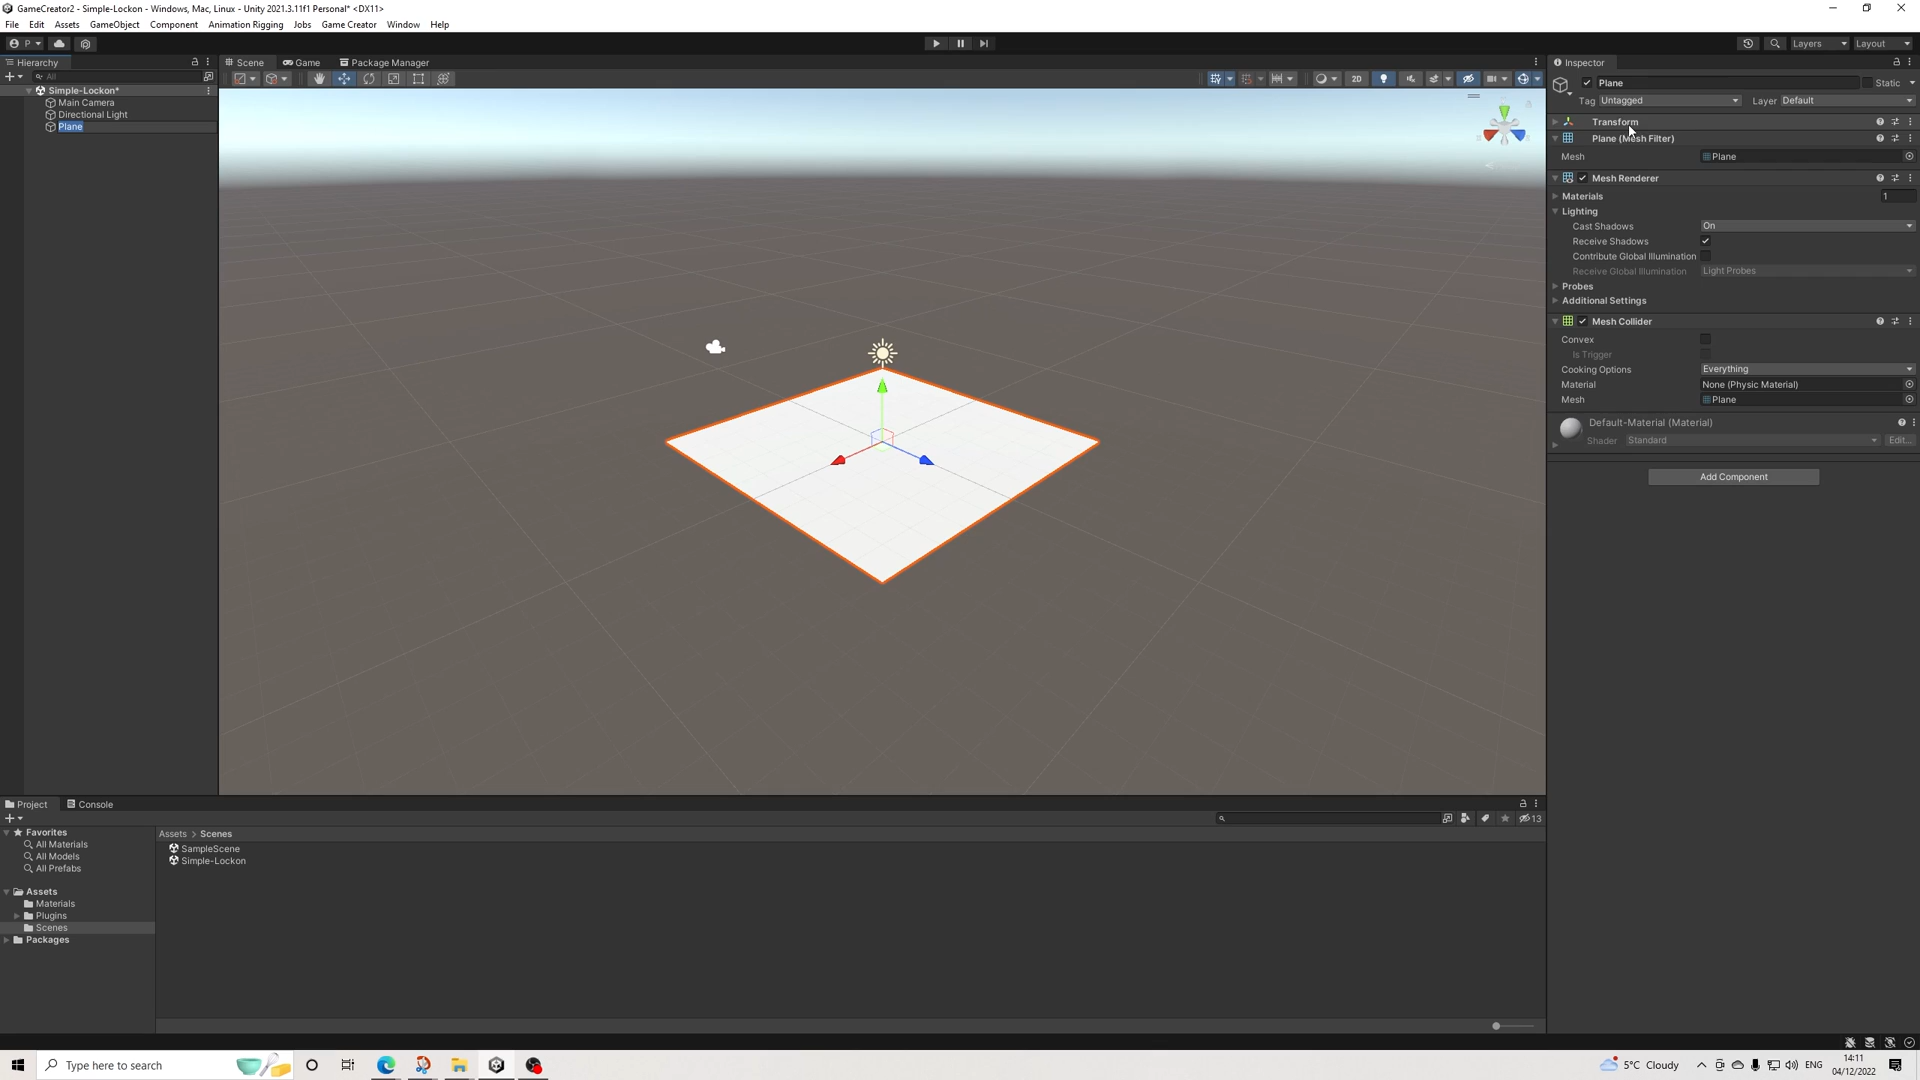 GameCreator2 - Simple-Lockon - Windows, Mac, Linux - Unity 2021.3.11f1 Personal* <DX11>
File Edit Assets GameObject Component Animation Rigging Jobs Game Creator Window Help
P
Layers Layout
Hierarchy
All
Simple-Lockon*
Main Camera
Directional Light
Plane
Scene Game Package Manager
2D
Inspector
Plane Static
Tag Untagged Layer Default
Transform
Plane (Mesh Filter)
Mesh Plane
Mesh Renderer
Materials 1
Lighting
Cast Shadows On
Receive Shadows
Contribute Global Illumination
Receive Global Illumination Light Probes
Probes
Additional Settings
Mesh Collider
Convex
Is Trigger
Cooking Options Everything
Material None (Physic Material)
Mesh Plane
Default-Material (Material)
Shader Standard Edit...
Add Component
Project Console
13
Favorites
All Materials
All Models
All Prefabs
Assets
Materials
Plugins
Scenes
Packages
Assets > Scenes
SampleScene
Simple-Lockon
Type here to search
5°C Cloudy
ENG
14:11
04/12/2022